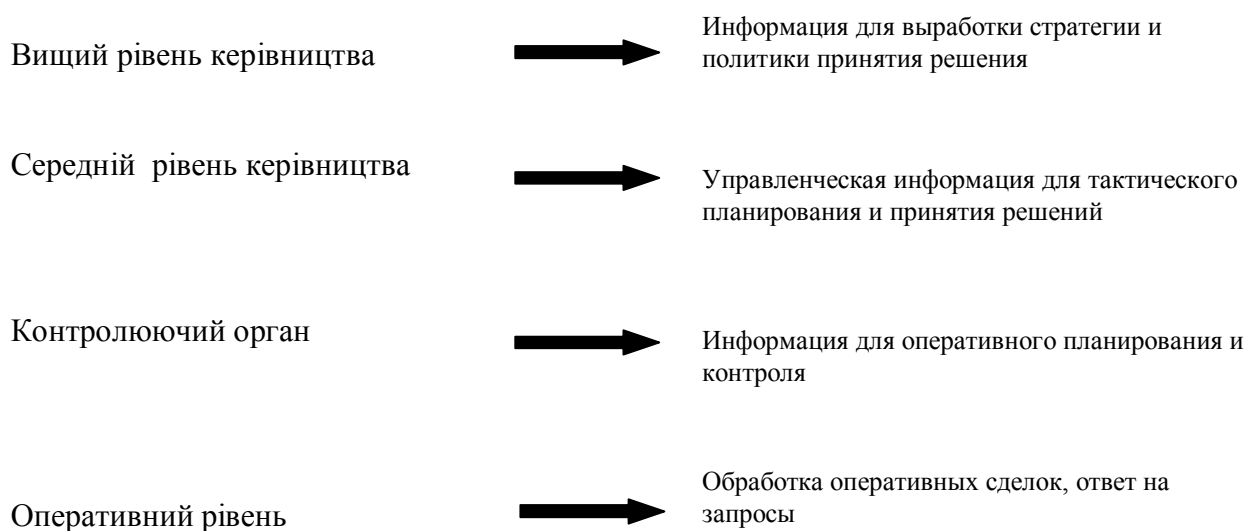 Вищий рівень керівництва
Информация для выработки стратегии и
политики принятия решения
Середній рівень керівництва
Управленческая информация для тактического
планирования и принятия решений
Контролюючий орган
Информация для оперативного планирования и
контроля
Оперативний рівень
Обработка оперативных сделок, ответ на
запросы